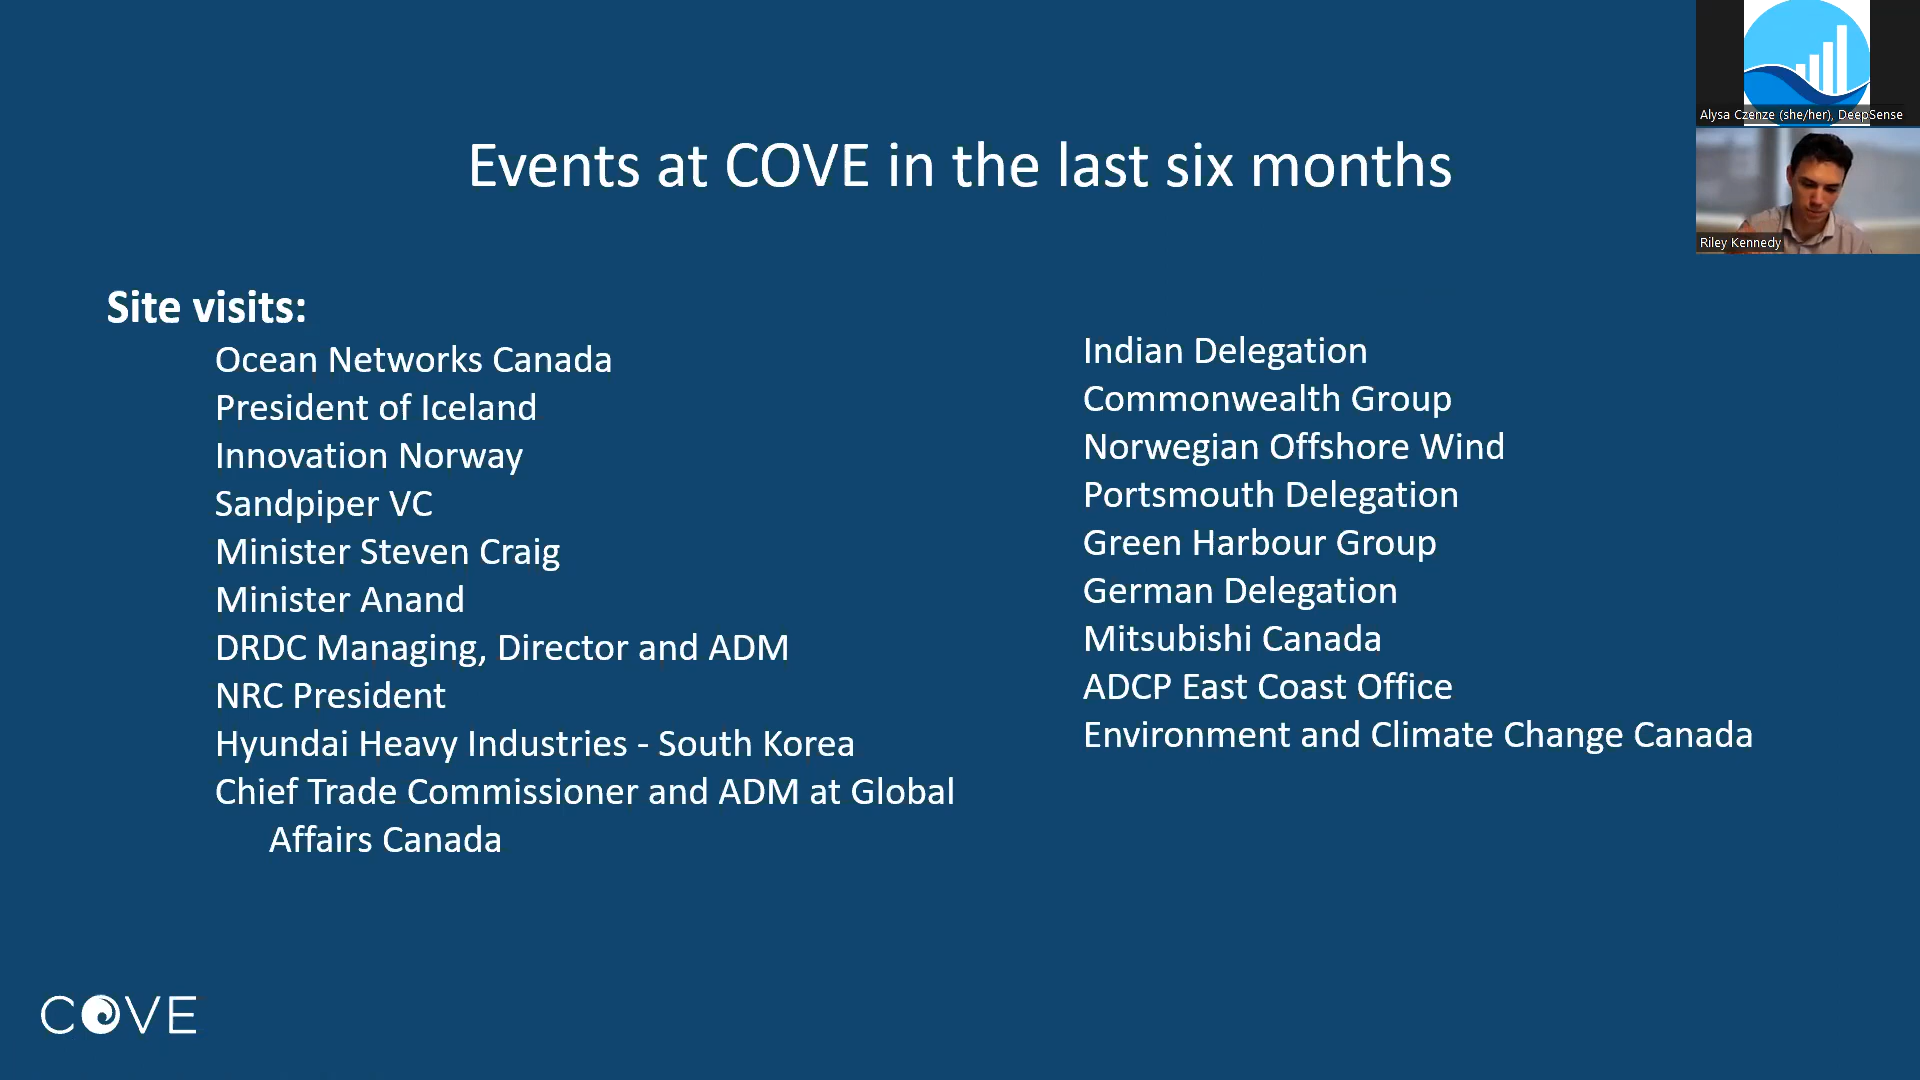 Events at COVE in the last six months
Site visits:
Ocean Networks Canada
President of Iceland
Innovation Norway
Sandpiper VC
Minister Steven Craig
Minister Anand
DRDC Managing, Director and ADM
NRC President
Hyundai Heavy Industries - South Korea
Chief Trade Commissioner and ADM at Global
Affairs Canada
Indian Delegation
Commonwealth Group
Norwegian Offshore Wind
Portsmouth Delegation
Green Harbour Group
German Delegation
Mitsubishi Canada
ADCP East Coast Office
Environment and Climate Change Canada
COVE
Alysa Czenze (she/her), DeepSense
Riley Kennedy